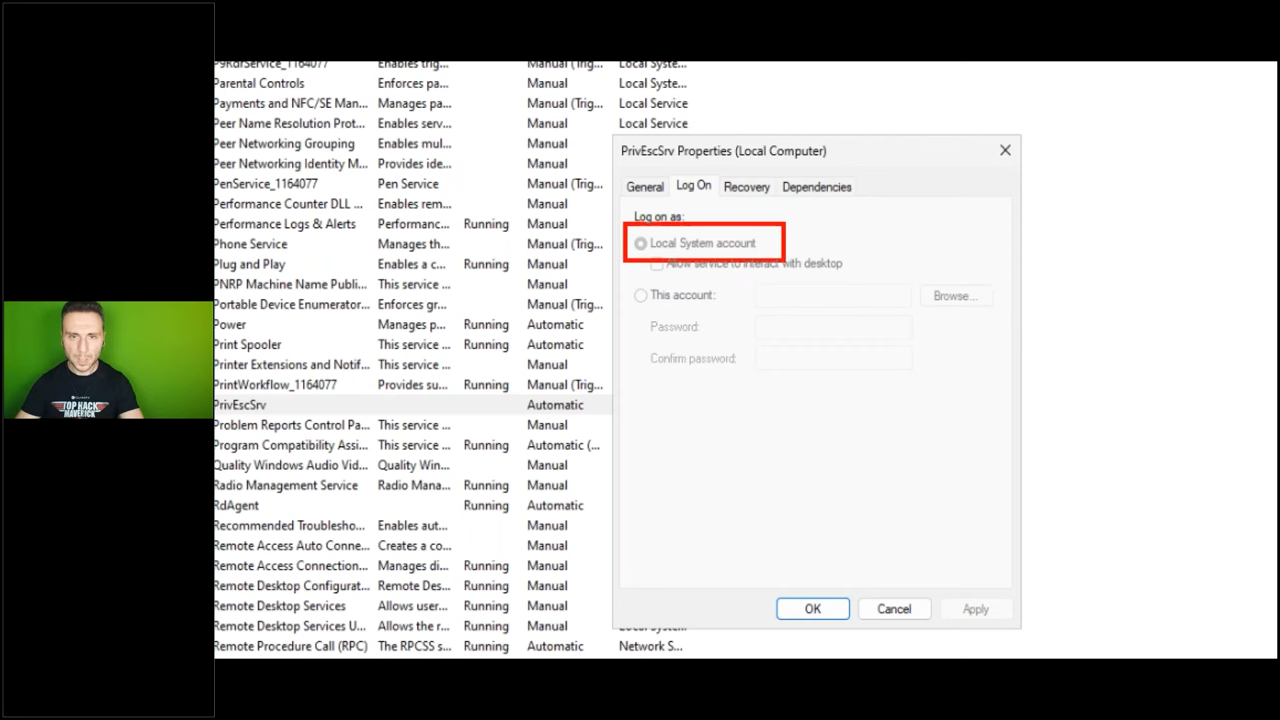 P9RdrService_1164077 Enables trig... Manual (Trig... Local Syste...
Parental Controls Enforces pa... Manual Local Syste...
Payments and NFC/SE Man... Manages pa... Manual (Trig... Local Service
Peer Name Resolution Prot... Enables serv... Manual Local Service
Peer Networking Grouping Enables mul... Manual
Peer Networking Identity M... Provides ide... Manual
PenService_1164077 Pen Service Manual (Trig...
Performance Counter DLL ... Enables rem... Manual
Performance Logs & Alerts Performanc... Running Manual
Phone Service Manages th... Manual (Trig...
Plug and Play Enables a c... Running Manual
PNRP Machine Name Publi... This service ... Manual
Portable Device Enumerator... Enforces gr... Manual (Trig...
Power Manages p... Running Automatic
Print Spooler This service ... Running Automatic
Printer Extensions and Notif... This service ... Manual
PrintWorkflow_1164077 Provides su... Running Manual (Trig...
PrivEscSrv Automatic
Problem Reports Control Pa... This service ... Manual
Program Compatibility Assi... This service ... Running Automatic (...
Quality Windows Audio Vid... Quality Win... Manual
Radio Management Service Radio Mana... Running Manual
RdAgent Running Automatic
Recommended Troublesho... Enables aut... Manual
Remote Access Auto Conne... Creates a co... Manual
Remote Access Connection... Manages di... Running Manual
Remote Desktop Configurat... Remote Des... Running Manual
Remote Desktop Services Allows user... Running Manual
Remote Desktop Services U... Allows the r... Running Manual
Remote Procedure Call (RPC) The RPCSS s... Running Automatic Network S...
PrivEscSrv Properties (Local Computer)
General Log On Recovery Dependencies
Log on as:
Local System account
Allow service to interact with desktop
This account: Browse...
Password:
Confirm password:
OK Cancel Apply
TOP HACK
MAVERICK